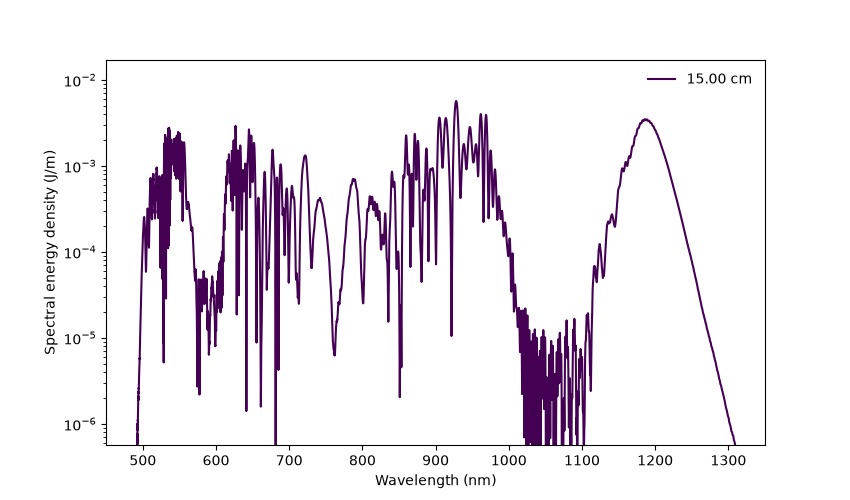 15.00 cm
Spectral energy density (J/m)
10⁻²
10⁻³
10⁻⁴
10⁻⁵
10⁻⁶
500 600 700 800 900 1000 1100 1200 1300
Wavelength (nm)